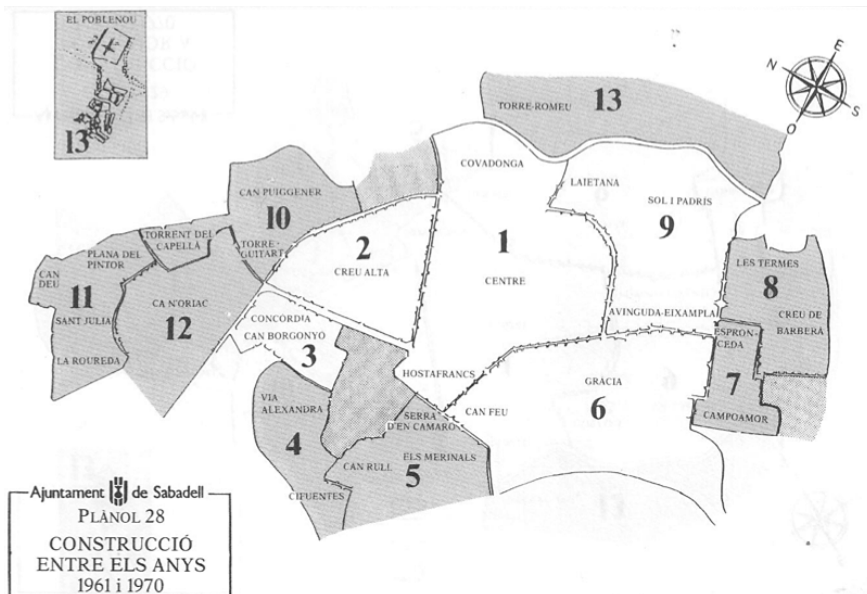 EL POBLENOU
13
N
E
S
O
TORRE-ROMEU 13
COVADONGA
LAIETANA
SOL I PADRÍS
9
CAN PUIGGENER
10
TORRE-
GUITART
TORRENT DEL
CAPELLÀ
PLANA DEL
PINTOR
CAN
DEU
11
SANT JULIA
LA ROUREDA
CA N'ORIAC
12
2
CREU ALTA
1
CENTRE
LES TERMES
8
CREU DE
BARBERÀ
AVINGUDA-EIXAMPLA
ESPRON-
CEDA
7
CAMPOAMOR
CONCÒRDIA
CAN BORGONYÓ
3
HOSTAFRANCS
GRÀCIA
6
CAN FEU
VIA
ALEXANDRA
4
CIFUENTES
SERRA
D'EN CAMARO
ELS MERINALS
CAN RULL
5
Ajuntament de Sabadell
PLÀNOL 28
CONSTRUCCIÓ
ENTRE ELS ANYS
1961 i 1970